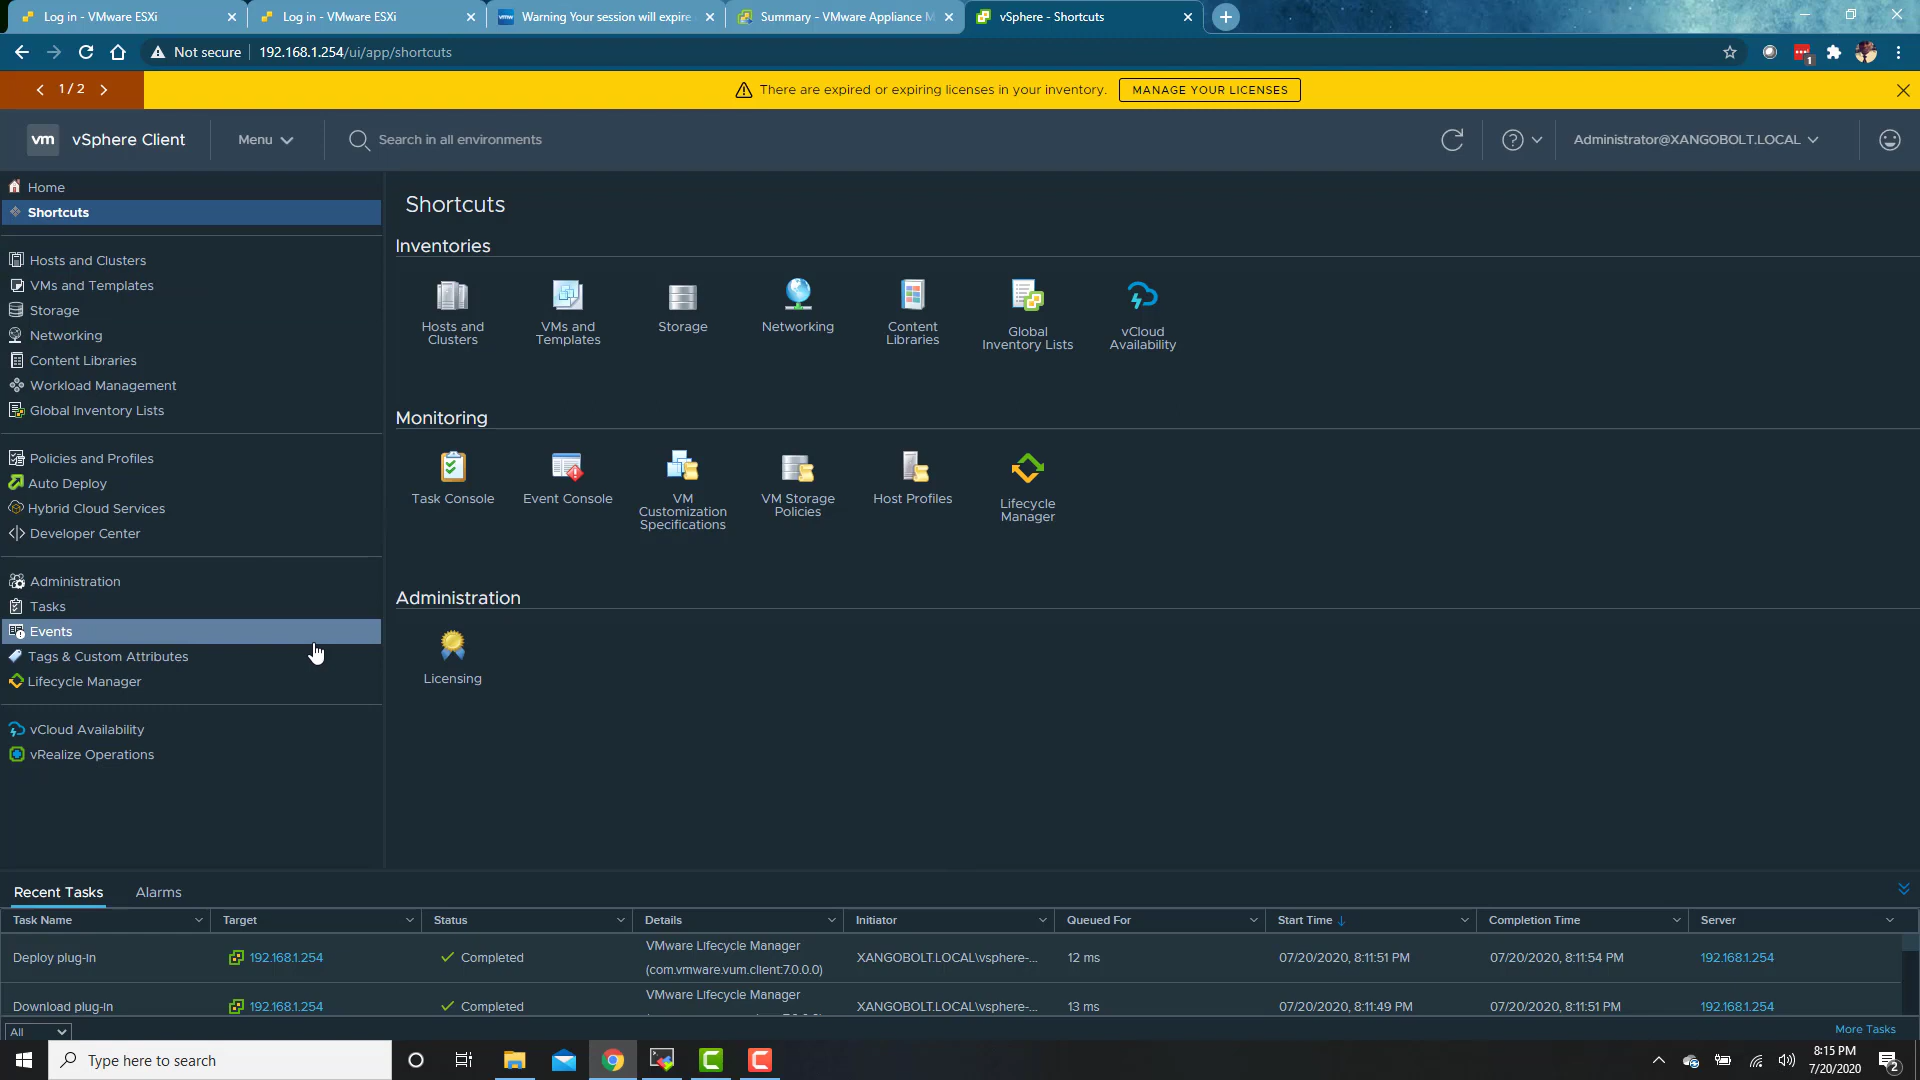 Log in - VMware ESXi
Log in - VMware ESXi
Warning Your session will expire
Summary - VMware Appliance M
vSphere - Shortcuts
Not secure 192.168.1.254/ui/app/shortcuts
1
1 / 2
There are expired or expiring licenses in your inventory. MANAGE YOUR LICENSES
vm vSphere Client Menu Search in all environments Administrator@XANGOBOLT.LOCAL
Home
Shortcuts
Hosts and Clusters
VMs and Templates
Storage
Networking
Content Libraries
Workload Management
Global Inventory Lists
Policies and Profiles
Auto Deploy
Hybrid Cloud Services
Developer Center
Administration
Tasks
Events
Tags & Custom Attributes
Lifecycle Manager
vCloud Availability
vRealize Operations
Shortcuts
Inventories
Hosts and
Clusters
VMs and
Templates
Storage
Networking
Content
Libraries
Global
Inventory Lists
vCloud
Availability
Monitoring
Task Console
Event Console
VM
Customization
Specifications
VM Storage
Policies
Host Profiles
Lifecycle
Manager
Administration
Licensing
Recent Tasks Alarms
Task Name Target Status Details Initiator Queued For Start Time Completion Time Server
Deploy plug-in 192.168.1.254 Completed VMware Lifecycle Manager
(com.vmware.vum.client:7.0.0.0) XANGOBOLT.LOCAL\vsphere-... 12 ms 07/20/2020, 8:11:51 PM 07/20/2020, 8:11:54 PM 192.168.1.254
Download plug-in 192.168.1.254 Completed VMware Lifecycle Manager XANGOBOLT.LOCAL\vsphere-... 13 ms 07/20/2020, 8:11:49 PM 07/20/2020, 8:11:51 PM 192.168.1.254
All
More Tasks
Type here to search
8:15 PM
7/20/2020
2